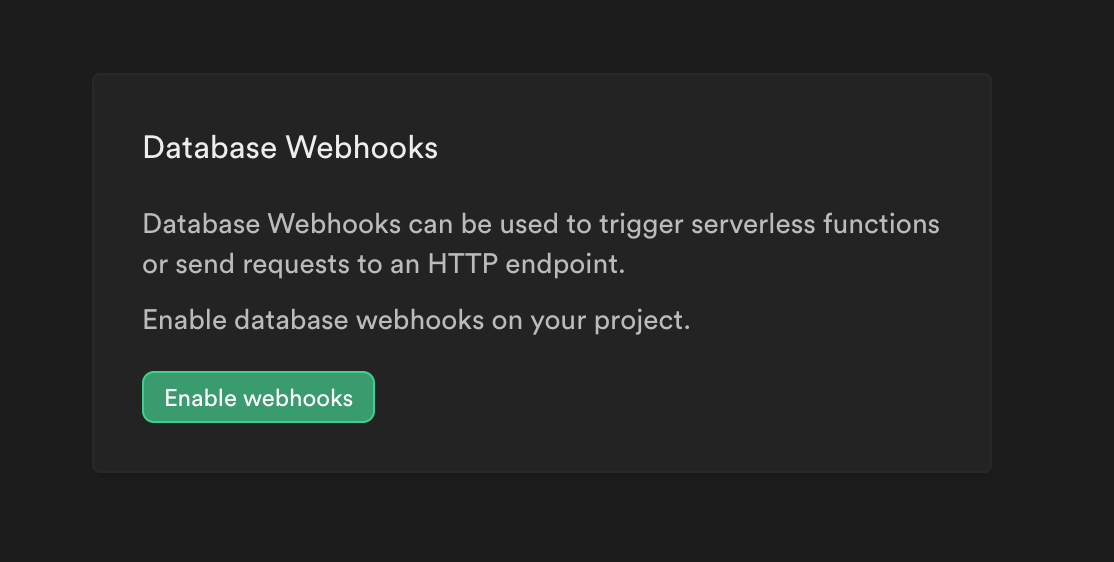 Database Webhooks
Database Webhooks can be used to trigger serverless functions
or send requests to an HTTP endpoint.
Enable database webhooks on your project.
Enable webhooks